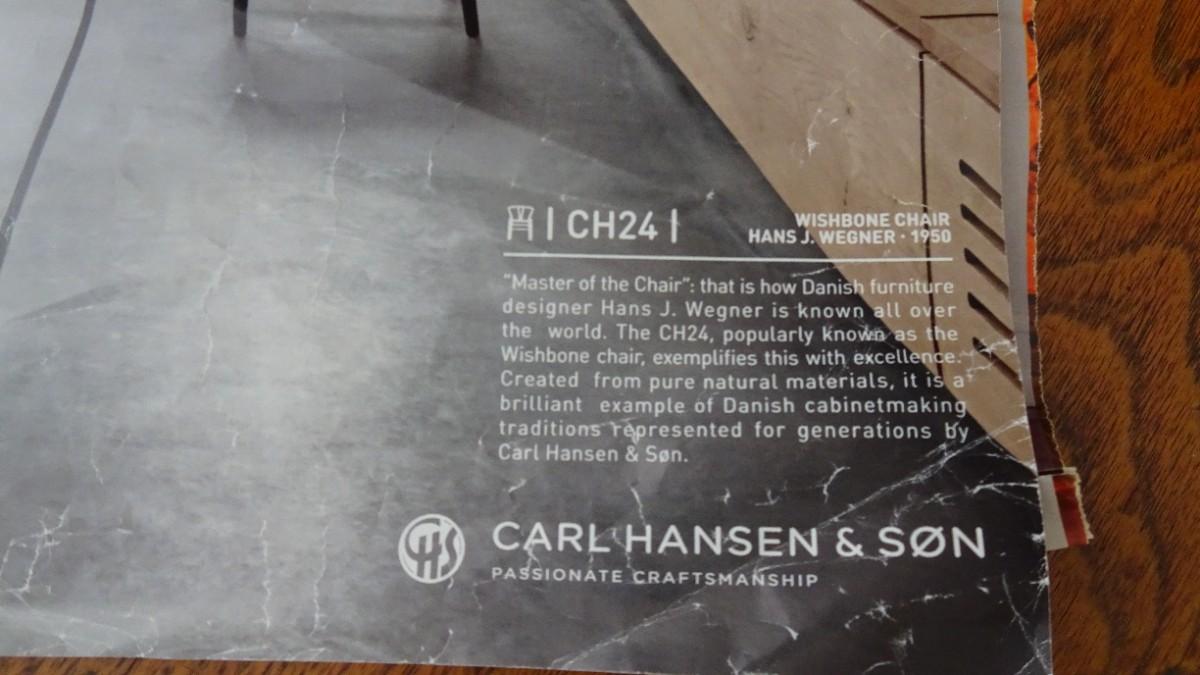 | CH24 |
WISHBONE CHAIR
HANS J. WEGNER · 1950
"Master of the Chair": that is how Danish furniture
designer Hans J. Wegner is known all over
the world. The CH24, popularly known as the
Wishbone chair, exemplifies this with excellence.
Created from pure natural materials, it is a
brilliant example of Danish cabinetmaking
traditions represented for generations by
Carl Hansen & Søn.
CHS
CARL HANSEN & SØN
PASSIONATE CRAFTSMANSHIP